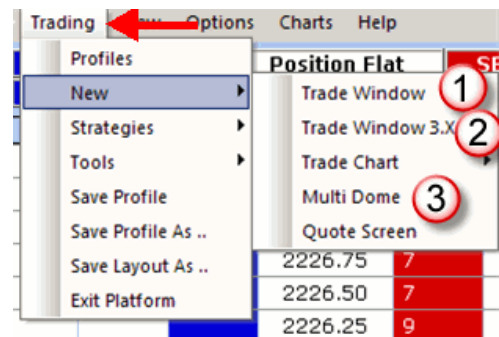 Trading Options Charts Help
Profiles
New
Strategies
Tools
Save Profile
Save Profile As ..
Save Layout As ..
Exit Platform
Position Flat
Trade Window 1
Trade Window 3.X 2
Trade Chart
Multi Dome 3
Quote Screen
2226.75 7
2226.50 7
2226.25 9